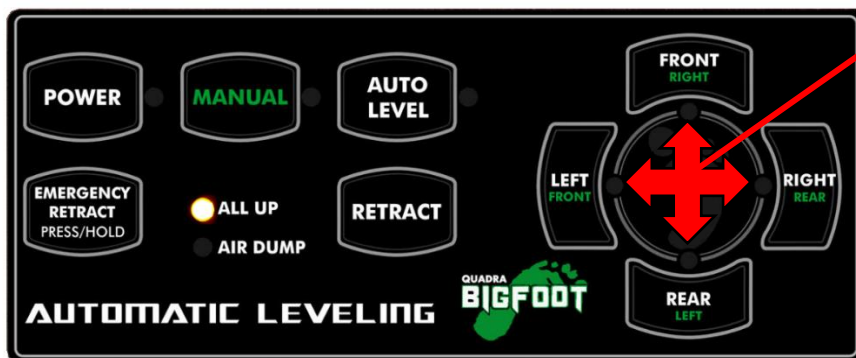 POWER
MANUAL
AUTO
LEVEL
EMERGENCY
RETRACT
PRESS/HOLD
ALL UP
AIR DUMP
RETRACT
FRONT
RIGHT
LEFT
FRONT
RIGHT
REAR
REAR
LEFT
AUTOMATIC LEVELING
QUADRA
BIGFOOT